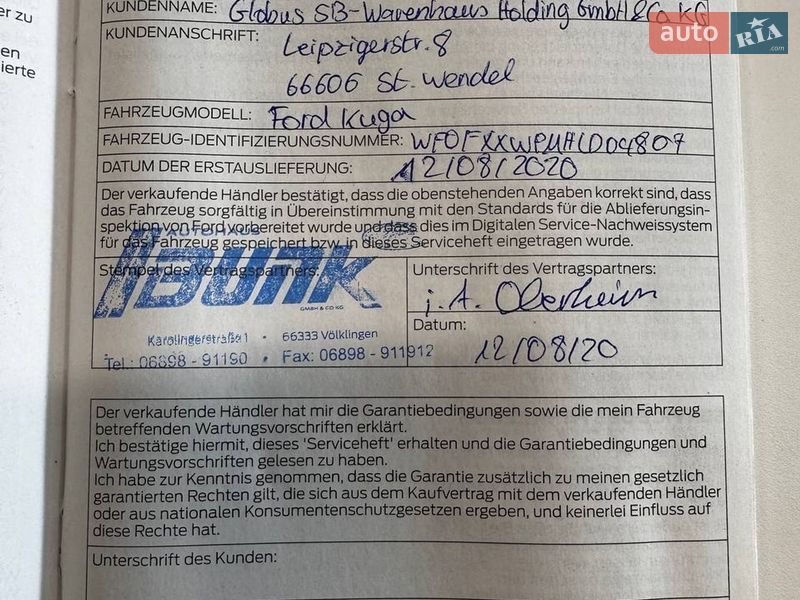 er zu
en
ierte
KUNDENNAME: Globus SB-Warenhaus Holding GmbH & Co KG
auto RIA
.com
KUNDENANSCHRIFT: Leipzigerstr. 8
66606 St. Wendel
FAHRZEUGMODELL: Ford Kuga
FAHRZEUG-IDENTIFIZIERUNGSNUMMER: WF0FXXWPMHLD04807
DATUM DER ERSTAUSLIEFERUNG: 12/08/2020
Der verkaufende Händler bestätigt, dass die obenstehenden Angaben korrekt sind, dass
das Fahrzeug sorgfältig in Übereinstimmung mit den Standards für die Ablieferungsin-
spektion von Ford vorbereitet wurde und dass dies im Digitalen Service-Nachweissystem
für das Fahrzeug gespeichert bzw. in dieses Serviceheft eingetragen wurde.
AUTOHAUS
Stempel des Vertragspartners:
BUNK
GMBH & CO KG
Karolingerstraße 1 • 66333 Völklingen
Tel.: 06898 - 91190 • Fax: 06898 - 911912
Unterschrift des Vertragspartners:
i.A. Oberheim
Datum:
12/08/20
Der verkaufende Händler hat mir die Garantiebedingungen sowie die mein Fahrzeug
betreffenden Wartungsvorschriften erklärt.
Ich bestätige hiermit, dieses 'Serviceheft' erhalten und die Garantiebedingungen und
Wartungsvorschriften gelesen zu haben.
Ich habe zur Kenntnis genommen, dass die Garantie zusätzlich zu meinen gesetzlich
garantierten Rechten gilt, die sich aus dem Kaufvertrag mit dem verkaufenden Händler
oder aus nationalen Konsumentenschutzgesetzen ergeben, und keinerlei Einfluss auf
diese Rechte hat.
Unterschrift des Kunden: